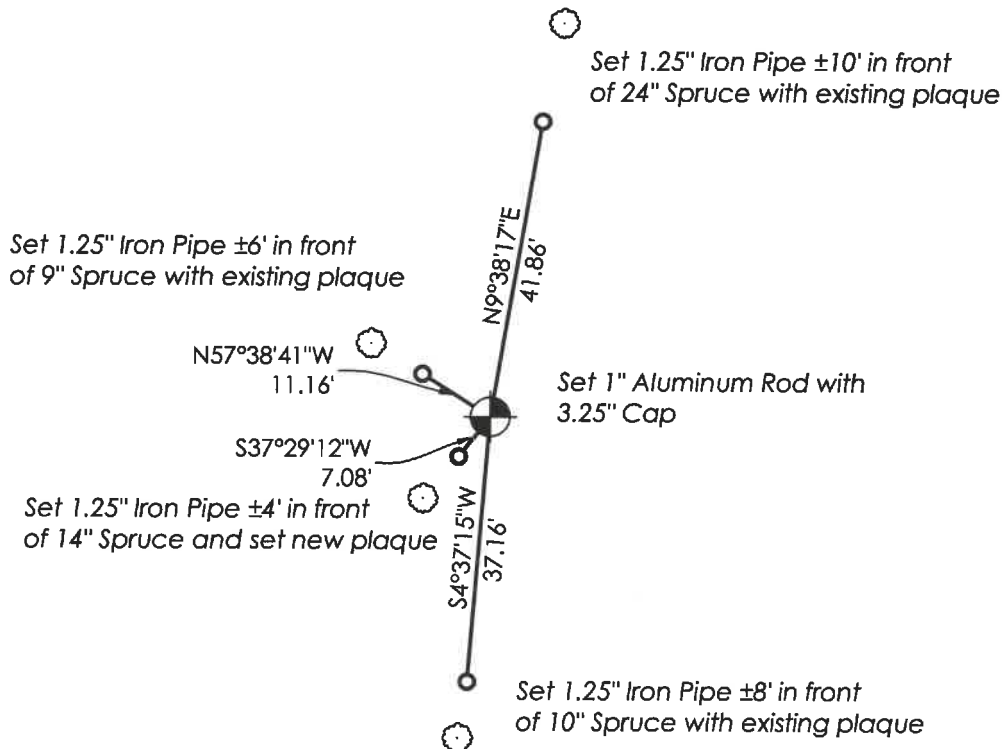 Set 1.25" Iron Pipe ±10' in front
of 24" Spruce with existing plaque
N9°38'17"E
41.86'
Set 1.25" Iron Pipe ±6' in front
of 9" Spruce with existing plaque
N57°38'41"W
11.16'
Set 1" Aluminum Rod with
3.25" Cap
S37°29'12"W
7.08'
Set 1.25" Iron Pipe ±4' in front
of 14" Spruce and set new plaque
S4°37'15"W
37.16'
Set 1.25" Iron Pipe ±8' in front
of 10" Spruce with existing plaque